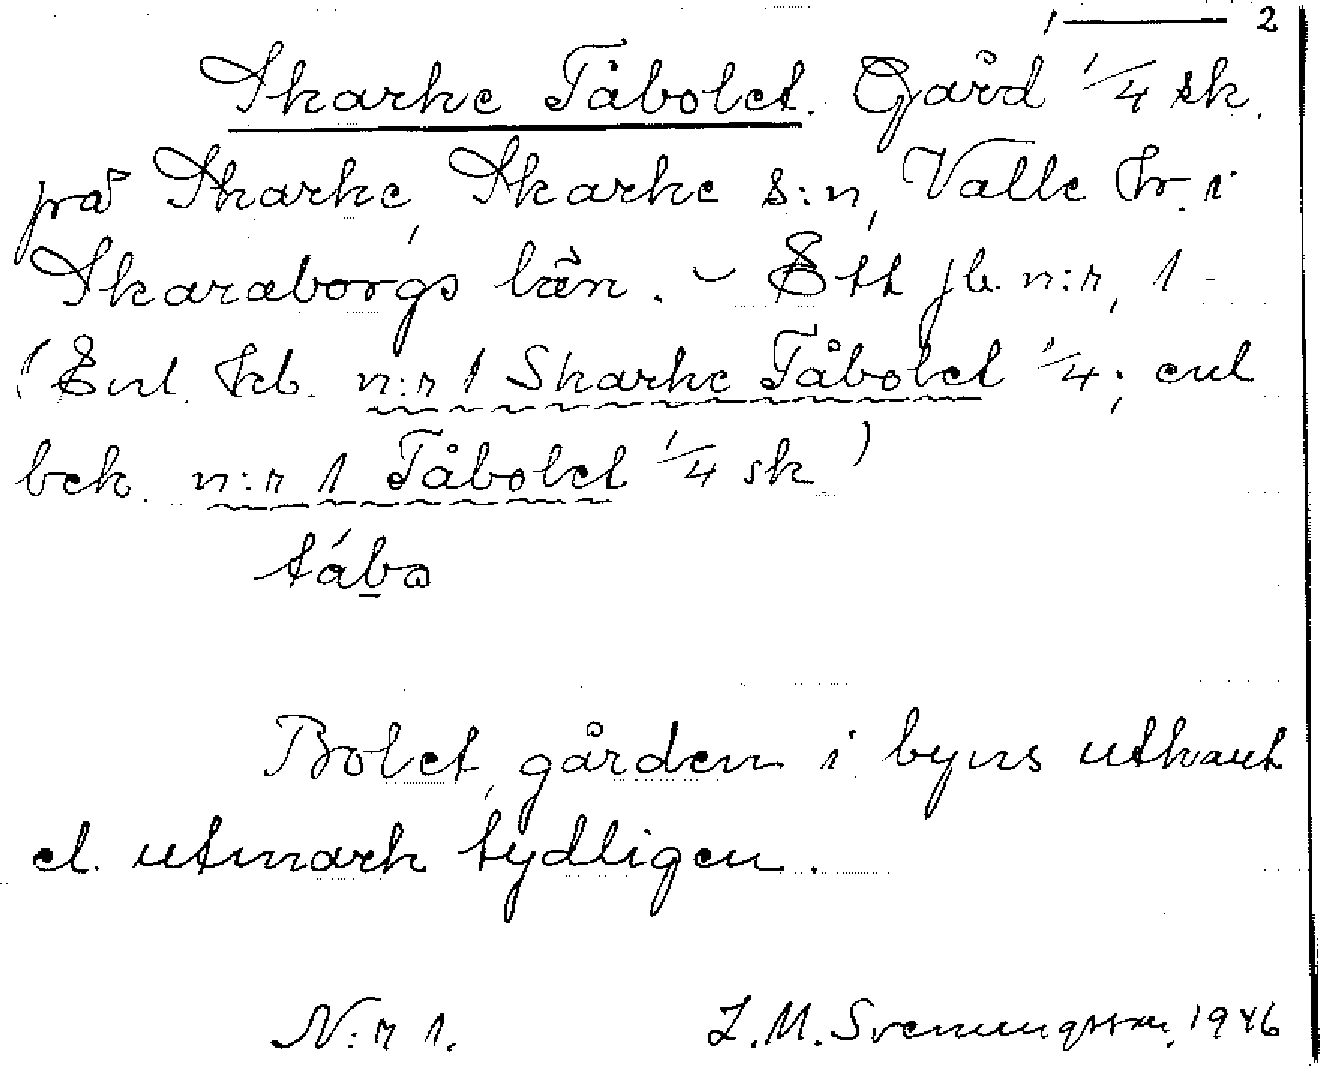 1 — 2
Skarke Tåbolet. Gård 1/4 sk.
på Skarke, Skarke s:n, Valle hr. i
Skaraborgs län. - Ett jb. n:r, 1 -
(Enl. kb. n:r 1 Skarke Tåbolet 1/4; enl
bek. n:r 1 Tåbolet 1/4 sk)
tábo
Bolet, gården i byns utkant
el. utmark tydligen.
N:r 1. L.M. Svenungsson, 1946